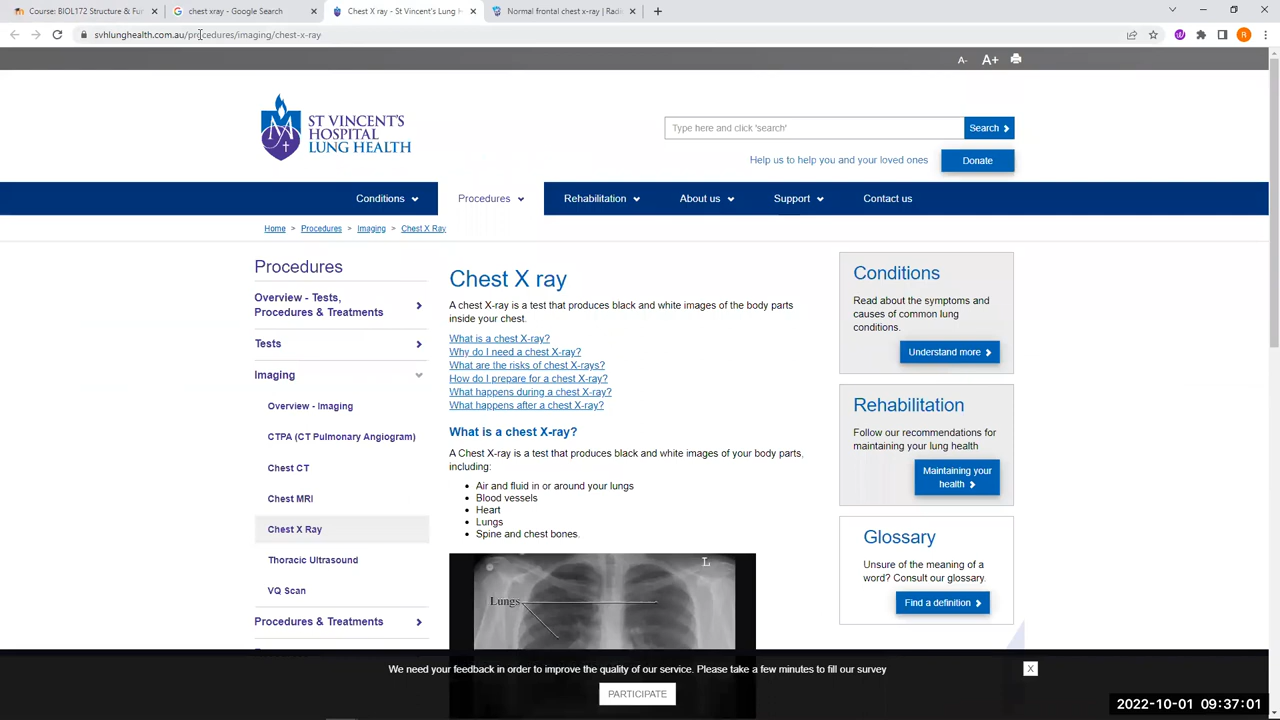 Course: BIOL172 Structure & Fun
chest xray - Google Search
Chest X ray - St Vincent's Lung H
Normal frontal chest x-ray | Radi
svhlunghealth.com.au/procedures/imaging/chest-x-ray
R
A- A+
ST VINCENT'S
HOSPITAL
LUNG HEALTH
Type here and click 'search'
Search
Help us to help you and your loved ones
Donate
Conditions Procedures Rehabilitation About us Support Contact us
Home > Procedures > Imaging > Chest X Ray
Procedures
Overview - Tests,
Procedures & Treatments
Tests
Imaging
Overview - Imaging
CTPA (CT Pulmonary Angiogram)
Chest CT
Chest MRI
Chest X Ray
Thoracic Ultrasound
VQ Scan
Procedures & Treatments
Chest X ray
A chest X-ray is a test that produces black and white images of the body parts
inside your chest.
What is a chest X-ray?
Why do I need a chest X-ray?
What are the risks of chest X-rays?
How do I prepare for a chest X-ray?
What happens during a chest X-ray?
What happens after a chest X-ray?
What is a chest X-ray?
A Chest X-ray is a test that produces black and white images of your body parts,
including:
• Air and fluid in or around your lungs
• Blood vessels
• Heart
• Lungs
• Spine and chest bones.
L
Lungs
Conditions
Read about the symptoms and
causes of common lung
conditions.
Understand more
Rehabilitation
Follow our recommendations for
maintaining your lung health
Maintaining your
health
Glossary
Unsure of the meaning of a
word? Consult our glossary.
Find a definition
We need your feedback in order to improve the quality of our service. Please take a few minutes to fill our survey
X
PARTICIPATE
2022-10-01 09:37:01